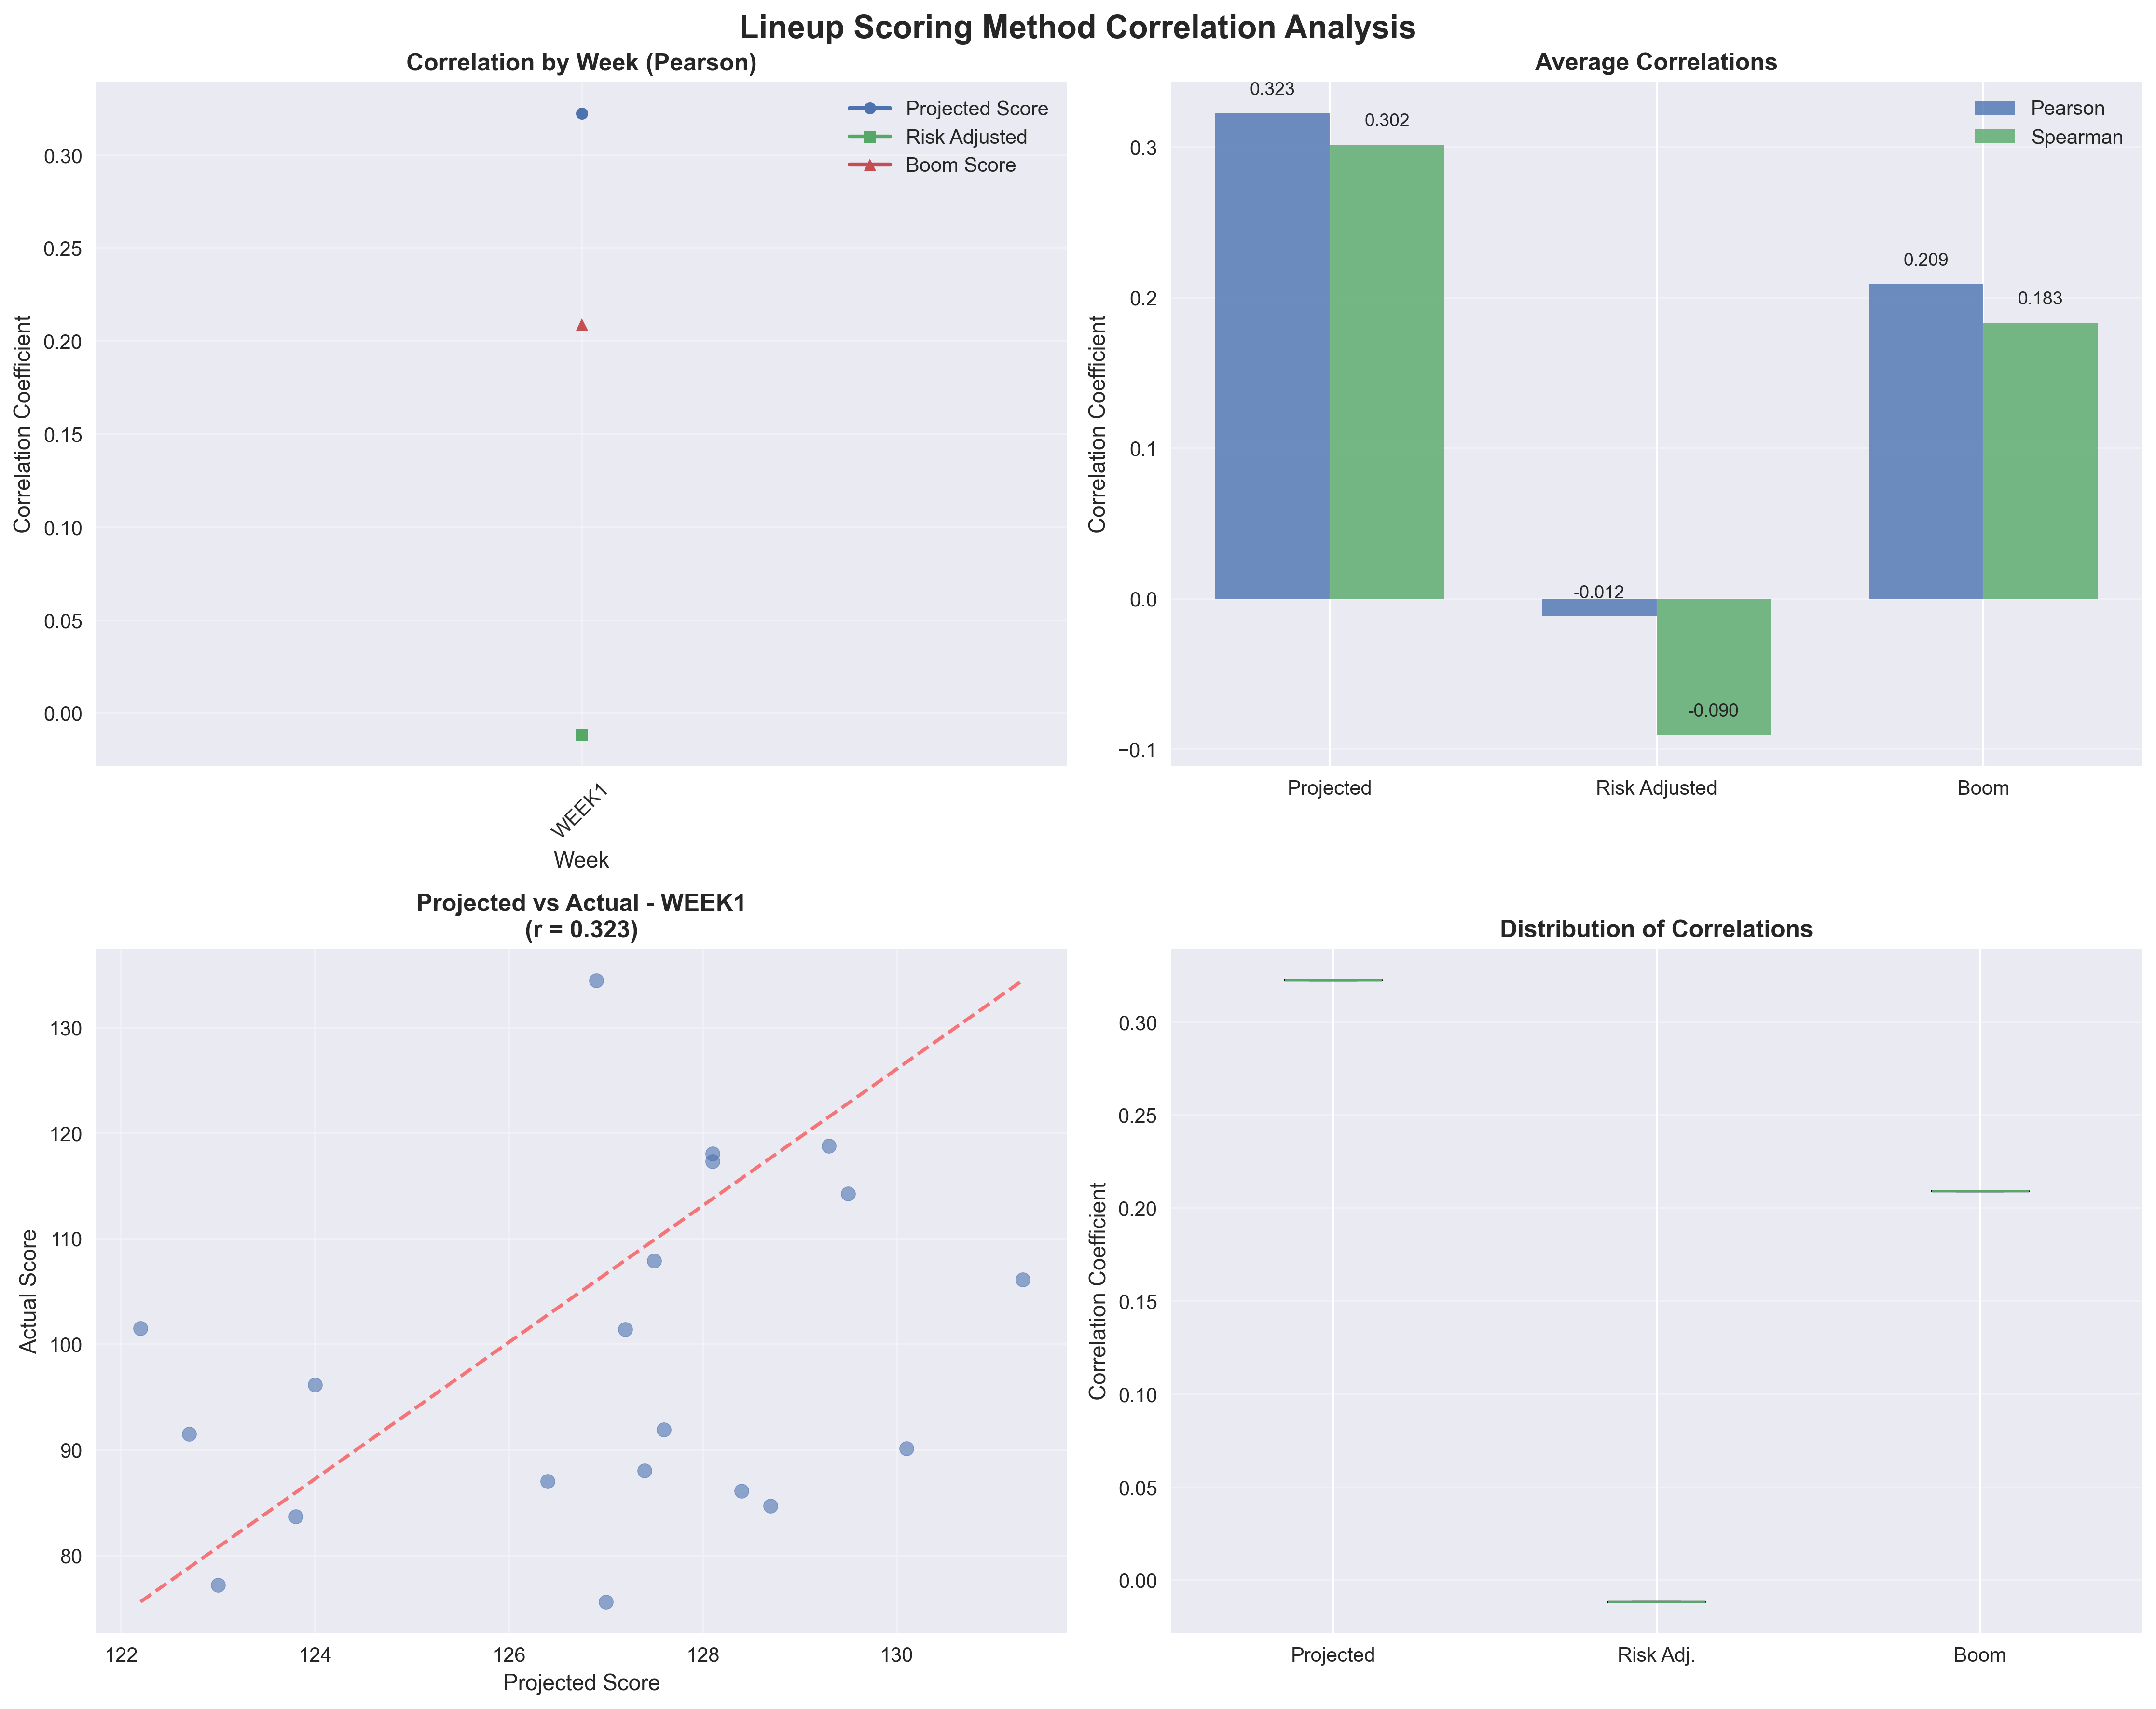 Lineup Scoring Method Correlation Analysis
Correlation by Week (Pearson)
Correlation Coefficient
0.30
0.25
0.20
0.15
0.10
0.05
0.00
Projected Score
Risk Adjusted
Boom Score
WEEK1
Week
Average Correlations
Correlation Coefficient
0.3
0.2
0.1
0.0
−0.1
0.323
0.302
-0.012
-0.090
0.209
0.183
Pearson
Spearman
Projected
Risk Adjusted
Boom
Projected vs Actual - WEEK1
(r = 0.323)
Actual Score
130
120
110
100
90
80
122
124
126
128
130
Projected Score
Distribution of Correlations
Correlation Coefficient
0.30
0.25
0.20
0.15
0.10
0.05
0.00
Projected
Risk Adj.
Boom